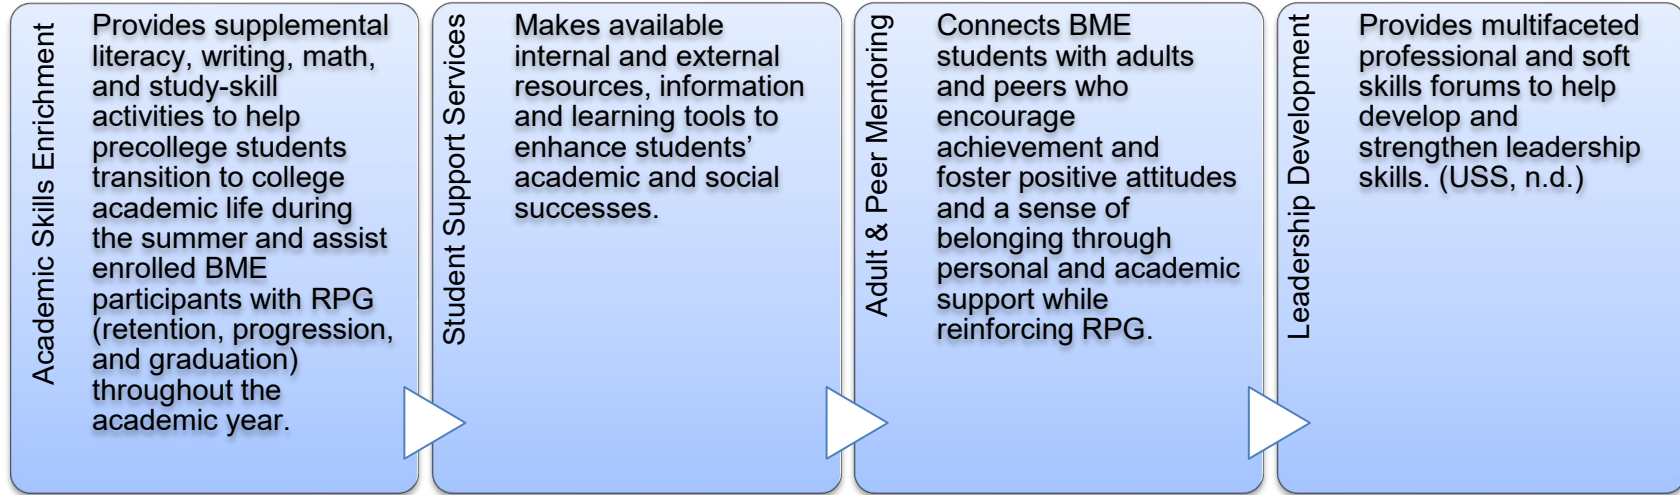 Academic Skills Enrichment
Provides supplemental
literacy, writing, math,
and study-skill
activities to help
precollege students
transition to college
academic life during
the summer and assist
enrolled BME
participants with RPG
(retention, progression,
and graduation)
throughout the
academic year.
Student Support Services
Makes available
internal and external
resources, information
and learning tools to
enhance students’
academic and social
successes.
Adult & Peer Mentoring
Connects BME
students with adults
and peers who
encourage
achievement and
foster positive attitudes
and a sense of
belonging through
personal and academic
support while
reinforcing RPG.
Leadership Development
Provides multifaceted
professional and soft
skills forums to help
develop and
strengthen leadership
skills. (USS, n.d.)